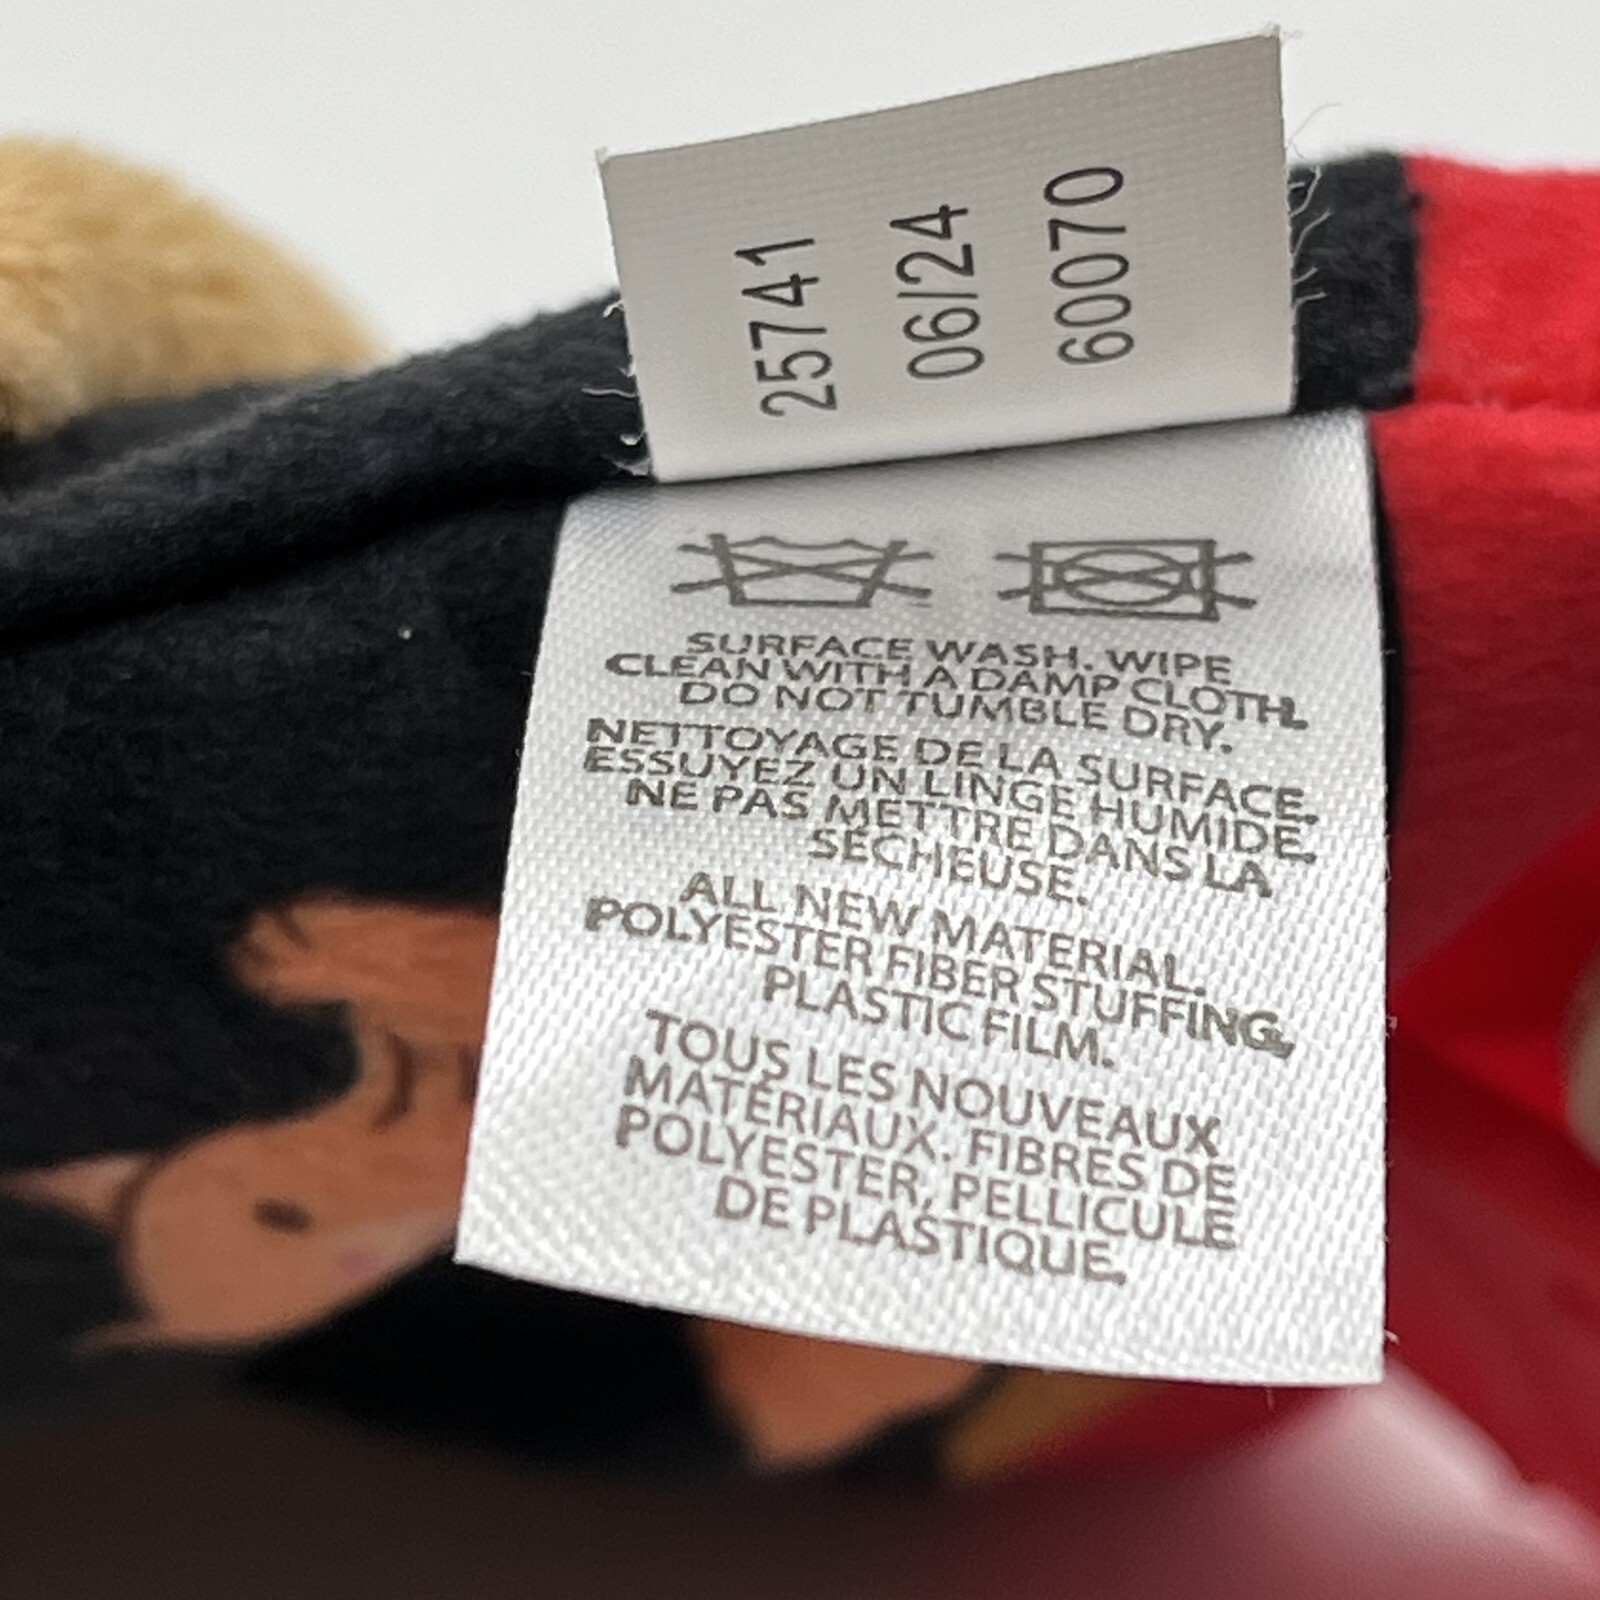 25741
06/24
60070
SURFACE WASH. WIPE
CLEAN WITH A DAMP CLOTH.
DO NOT TUMBLE DRY.
NETTOYAGE DE LA SURFACE.
ESSUYEZ UN LINGE HUMIDE.
NE PAS METTRE DANS LA
SÉCHEUSE.
ALL NEW MATERIAL.
POLYESTER FIBER STUFFING,
PLASTIC FILM.
TOUS LES NOUVEAUX
MATÉRIAUX. FIBRES DE
POLYESTER, PELLICULE
DE PLASTIQUE.